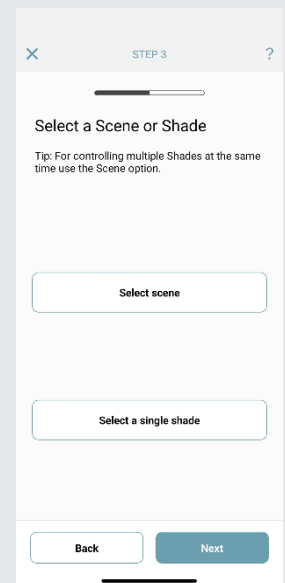 STEP 3
?
Select a Scene or Shade
Tip: For controlling multiple Shades at the same
time use the Scene option.
Select scene
Select a single shade
Back
Next